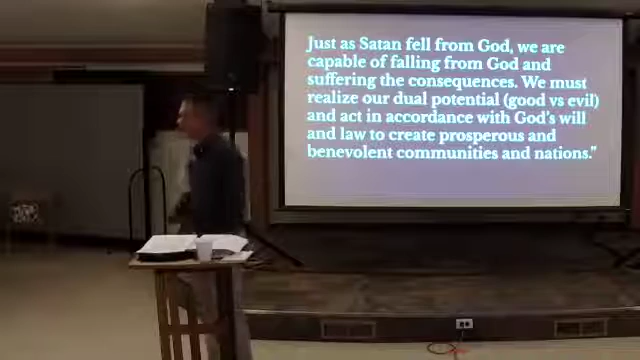 Just as Satan fell from God, we are
capable of falling from God and
suffering the consequences. We must
realize our dual potential (good vs evil)
and act in accordance with God's will
and law to create prosperous and
benevolent communities and nations."